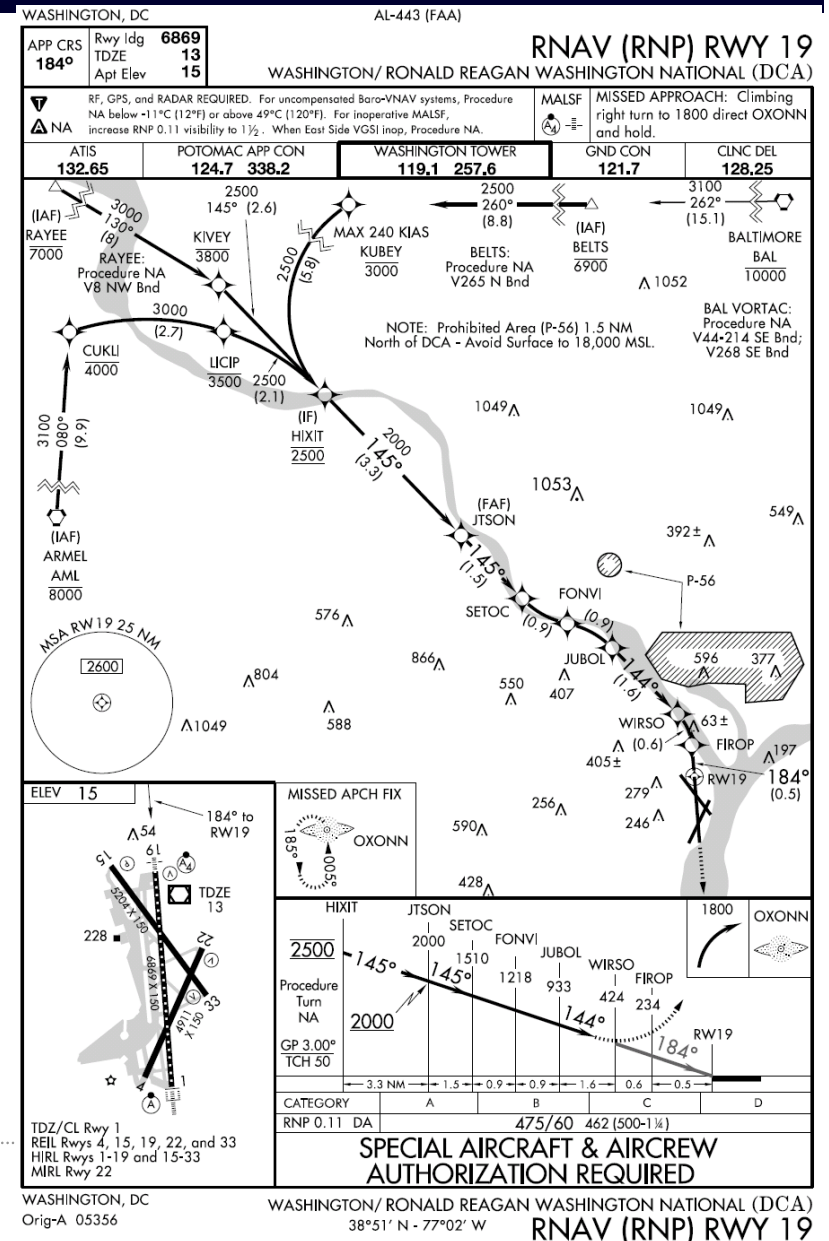 WASHINGTON, DC
AL-443 (FAA)
APP CRS
184°
Rwy ldg 6869
TDZE 13
Apt Elev 15
RNAV (RNP) RWY 19
WASHINGTON/ RONALD REAGAN WASHINGTON NATIONAL (DCA)
T
A NA
RF, GPS, and RADAR REQUIRED. For uncompensated Baro-VNAV systems, Procedure
NA below -11°C (12°F) or above 49°C (120°F). For inoperative MALSF,
increase RNP 0.11 visibility to 1½. When East Side VGSI inop, Procedure NA.
MALSF
A4
MISSED APPROACH: Climbing
right turn to 1800 direct OXONN
and hold.
ATIS
132.65
POTOMAC APP CON
124.7 338.2
WASHINGTON TOWER
119.1 257.6
GND CON
121.7
CLNC DEL
128.25
(IAF)
RAYEE
7000
3000
130°
(8)
RAYEE:
Procedure NA
V8 NW Bnd
2500
145° (2.6)
KIVEY
3800
2500
(5.8)
MAX 240 KIAS
KUBEY
3000
2500
260°
(8.8)
BELTS:
Procedure NA
V265 N Bnd
(IAF)
BELTS
6900
3100
262°
(15.1)
BALTIMORE
BAL
10000
1052
BAL VORTAC:
Procedure NA
V44-214 SE Bnd;
V268 SE Bnd
NOTE: Prohibited Area (P-56) 1.5 NM
North of DCA - Avoid Surface to 18,000 MSL.
3000
(2.7)
CUKLI
4000
LICIP
3500
2500
(2.1)
(IF)
HIXIT
2500
3100
080°
(9.9)
(IAF)
ARMEL
AML
8000
2000
145°
(3.3)
1049
1049
1053
549
392±
(FAF)
JTSON
145°
(1.5)
P-56
SETOC
(0.9)
FONVI
(0.9)
JUBOL
144°
(1.6)
596
377
576
866
804
550
407
588
1049
MSA RW19 25 NM
2600
WIRSO
(0.6)
63±
FIROP
405±
197
RW19
184°
(0.5)
279
256
246
590
428
ELEV 15
184° to
RW19
54
19
15
A4
V
P
5204 X 150
TDZE
13
228
22
V
6869 X 150
4911
X 150
33
4
1
A
TDZ/CL Rwy 1
REIL Rwys 4, 15, 19, 22, and 33
HIRL Rwys 1-19 and 15-33
MIRL Rwy 22
MISSED APCH FIX
185°
005°
OXONN
HIXIT
2500
Procedure
Turn
NA
GP 3.00°
TCH 50
145°
JTSON
2000
2000
145°
SETOC
1510
FONVI
1218
JUBOL
933
144°
WIRSO
424
FIROP
234
184°
RW19
1800
OXONN
3.3 NM 1.5 0.9 0.9 1.6 0.6 0.5
CATEGORY A B C D
RNP 0.11 DA 475/60 462 (500-1¼)
SPECIAL AIRCRAFT & AIRCREW
AUTHORIZATION REQUIRED
WASHINGTON, DC
Orig-A 05356
38°51' N - 77°02' W
WASHINGTON/ RONALD REAGAN WASHINGTON NATIONAL (DCA)
RNAV (RNP) RWY 19